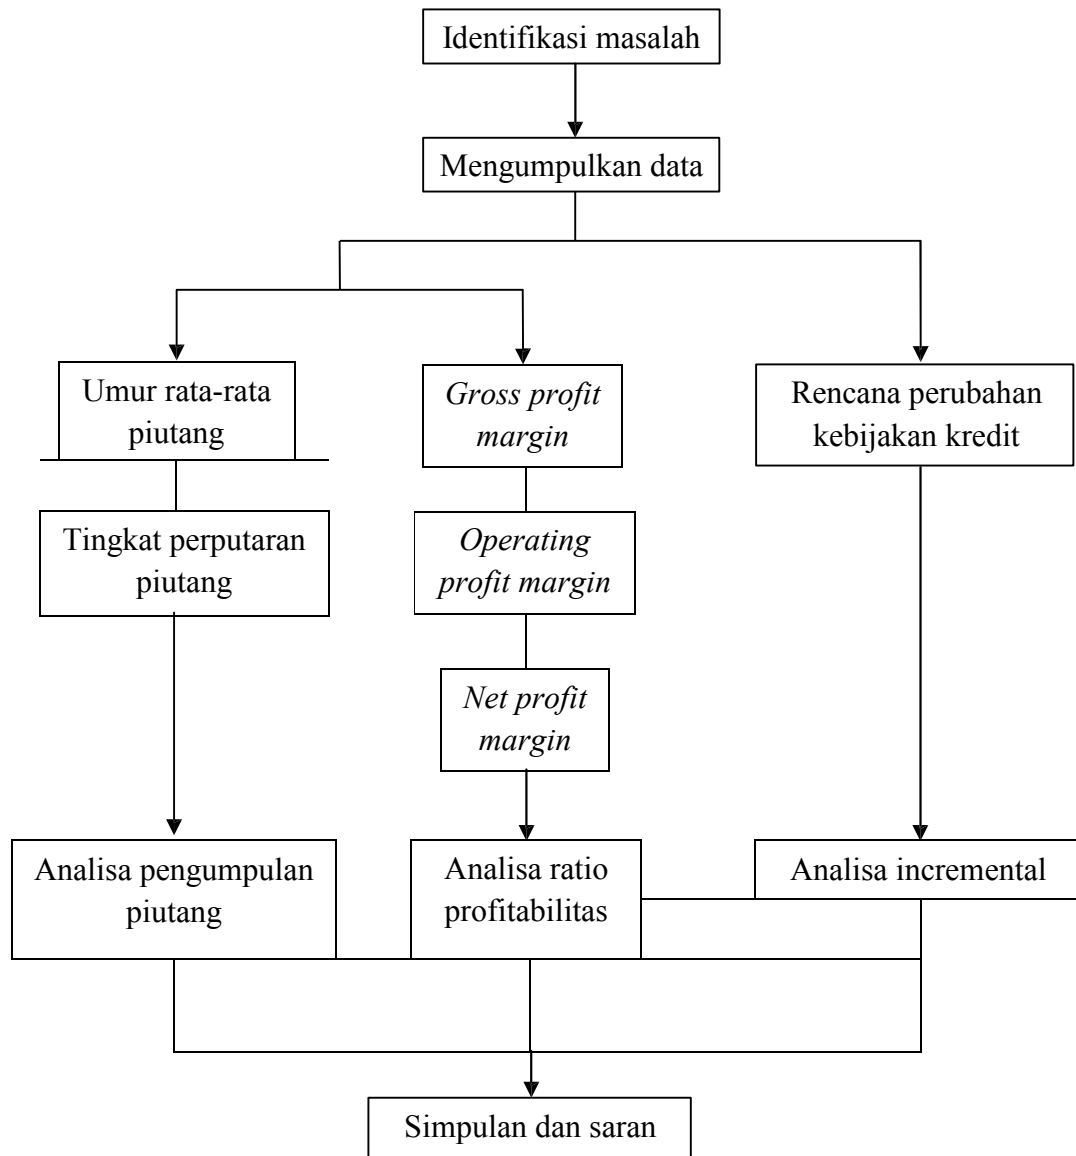 Identifikasi masalah
Mengumpulkan data
Umur rata-rata
piutang
Gross profit
margin
Rencana perubahan
kebijakan kredit
Tingkat perputaran
piutang
Operating
profit margin
Net profit
margin
Analisa pengumpulan
piutang
Analisa ratio
profitabilitas
Analisa incremental
Simpulan dan saran